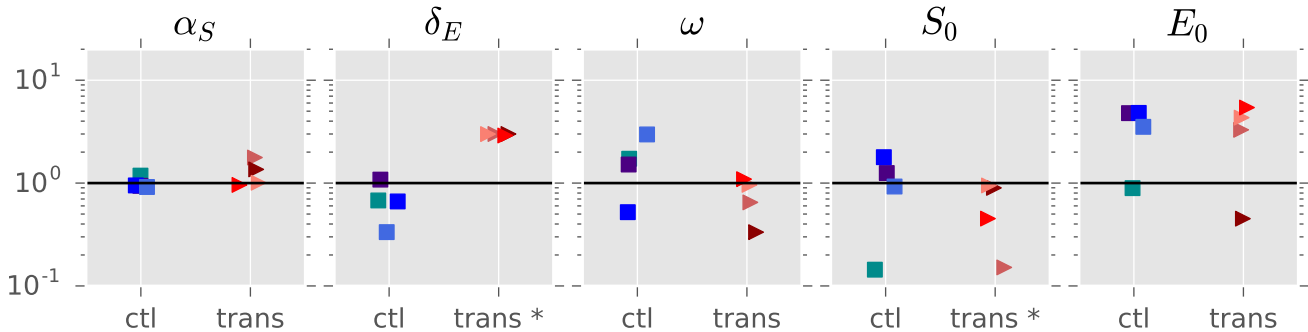 α_S δ_E ω S_0 E_0
10^1
10^0
10^-1
ctl trans ctl trans * ctl trans ctl trans * ctl trans